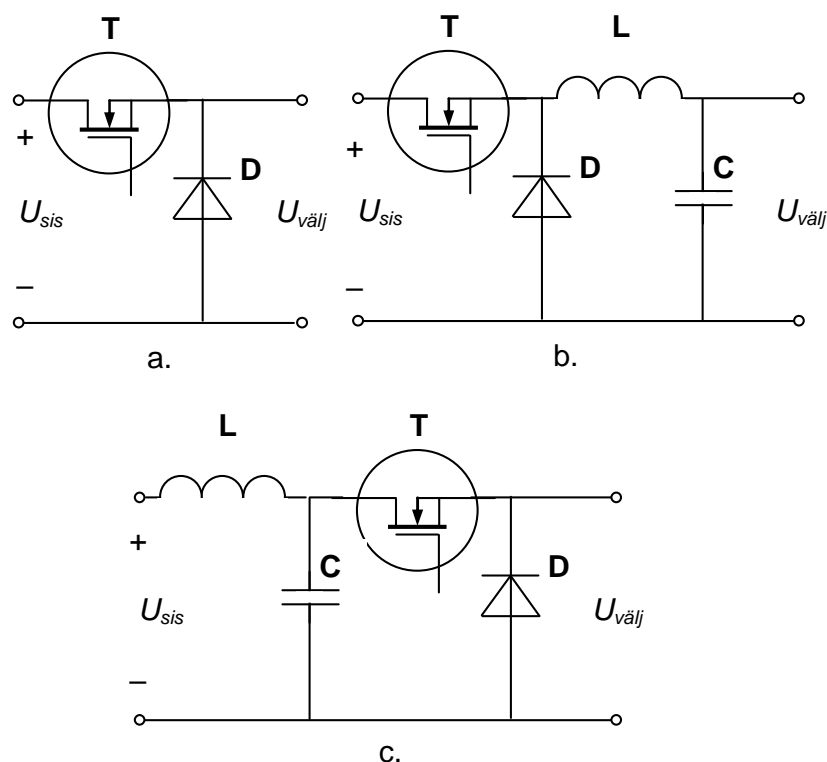 T
+
U_sis
–
D
U_välj
a.
T
L
+
U_sis
–
D
C
U_välj
b.
L
T
+
U_sis
–
C
D
U_välj
c.